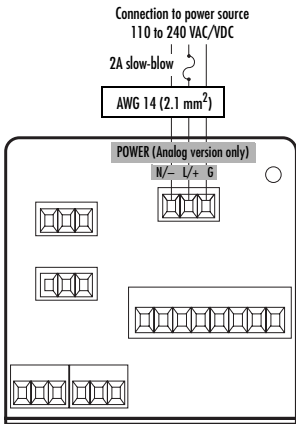 Connection to power source
110 to 240 VAC/VDC
2A slow-blow
AWG 14 (2.1 mm²)
POWER (Analog version only)
N/– L/+ G